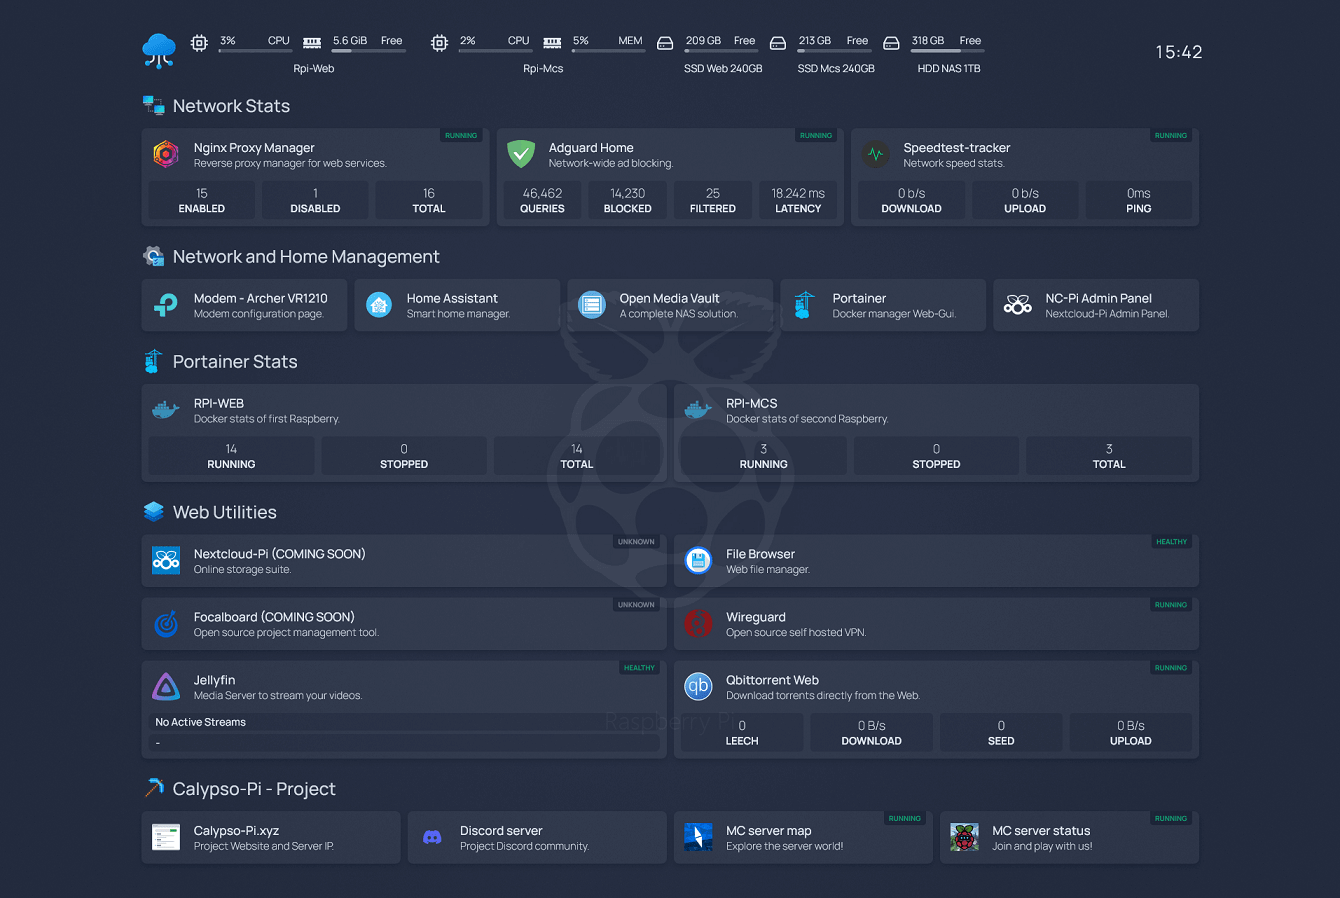 3% CPU 5.6 GiB Free 2% CPU 5% MEM 209 GB Free 213 GB Free 318 GB Free
15:42
Rpi-Web Rpi-Mcs SSD Web 240GB SSD Mcs 240GB HDD NAS 1TB
Network Stats
RUNNING RUNNING RUNNING
Nginx Proxy Manager Adguard Home Speedtest-tracker
Reverse proxy manager for web services. Network-wide ad blocking. Network speed stats.
15 1 16 46,462 14,230 25 18.242 ms 0 b/s 0 b/s 0ms
ENABLED DISABLED TOTAL QUERIES BLOCKED FILTERED LATENCY DOWNLOAD UPLOAD PING
Network and Home Management
Modem - Archer VR1210 Home Assistant Open Media Vault Portainer NC-Pi Admin Panel
Modem configuration page. Smart home manager. A complete NAS solution. Docker manager Web-Gui. Nextcloud-Pi Admin Panel.
Portainer Stats
RPI-WEB RPI-MCS
Docker stats of first Raspberry. Docker stats of second Raspberry.
14 0 14 3 0 3
RUNNING STOPPED TOTAL RUNNING STOPPED TOTAL
Web Utilities
UNKNOWN HEALTHY
Nextcloud-Pi (COMING SOON) File Browser
Online storage suite. Web file manager.
UNKNOWN RUNNING
Focalboard (COMING SOON) Wireguard
Open source project management tool. Open source self hosted VPN.
HEALTHY RUNNING
Jellyfin qb Qbittorrent Web
Media Server to stream your videos. Download torrents directly from the Web.
No Active Streams Raspberry Pi 0 0 B/s 0 0 B/s
- LEECH DOWNLOAD SEED UPLOAD
Calypso-Pi - Project
RUNNING RUNNING
Calypso-Pi.xyz Discord server MC server map MC server status
Project Website and Server IP. Project Discord community. Explore the server world! Join and play with us!